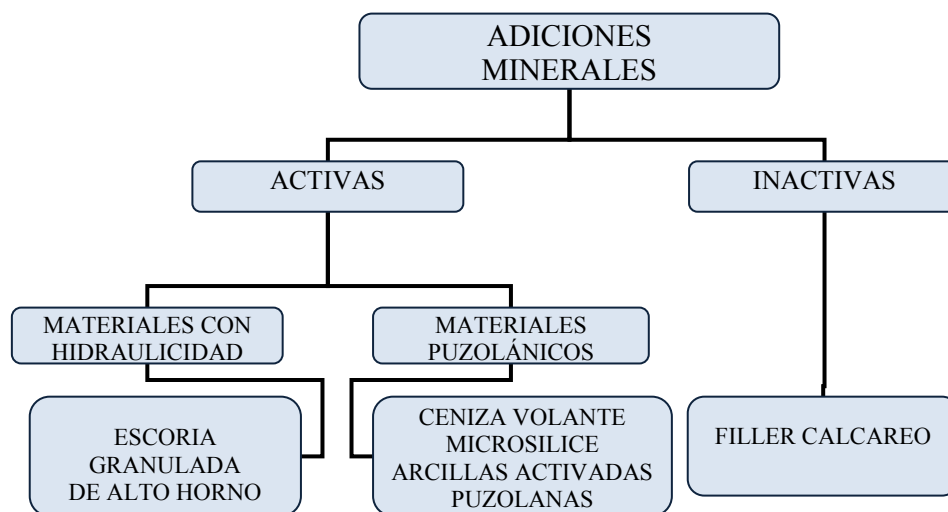 ADICIONES
MINERALES
ACTIVAS
INACTIVAS
MATERIALES CON
HIDRAULICIDAD
MATERIALES
PUZOLÁNICOS
ESCORIA
GRANULADA
DE ALTO HORNO
CENIZA VOLANTE
MICROSILICE
ARCILLAS ACTIVADAS
PUZOLANAS
FILLER CALCAREO